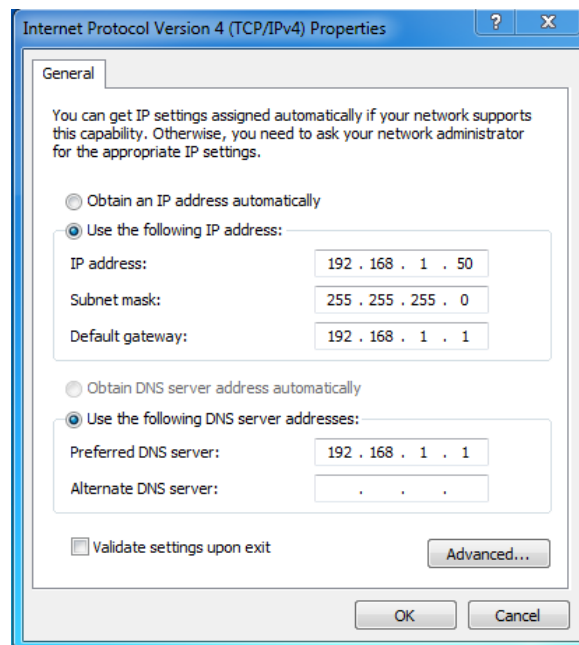 Internet Protocol Version 4 (TCP/IPv4) Properties
? X
General
You can get IP settings assigned automatically if your network supports
this capability. Otherwise, you need to ask your network administrator
for the appropriate IP settings.
Obtain an IP address automatically
Use the following IP address:
IP address: 192 . 168 . 1 . 50
Subnet mask: 255 . 255 . 255 . 0
Default gateway: 192 . 168 . 1 . 1
Obtain DNS server address automatically
Use the following DNS server addresses:
Preferred DNS server: 192 . 168 . 1 . 1
Alternate DNS server: . . .
Validate settings upon exit
Advanced...
OK Cancel